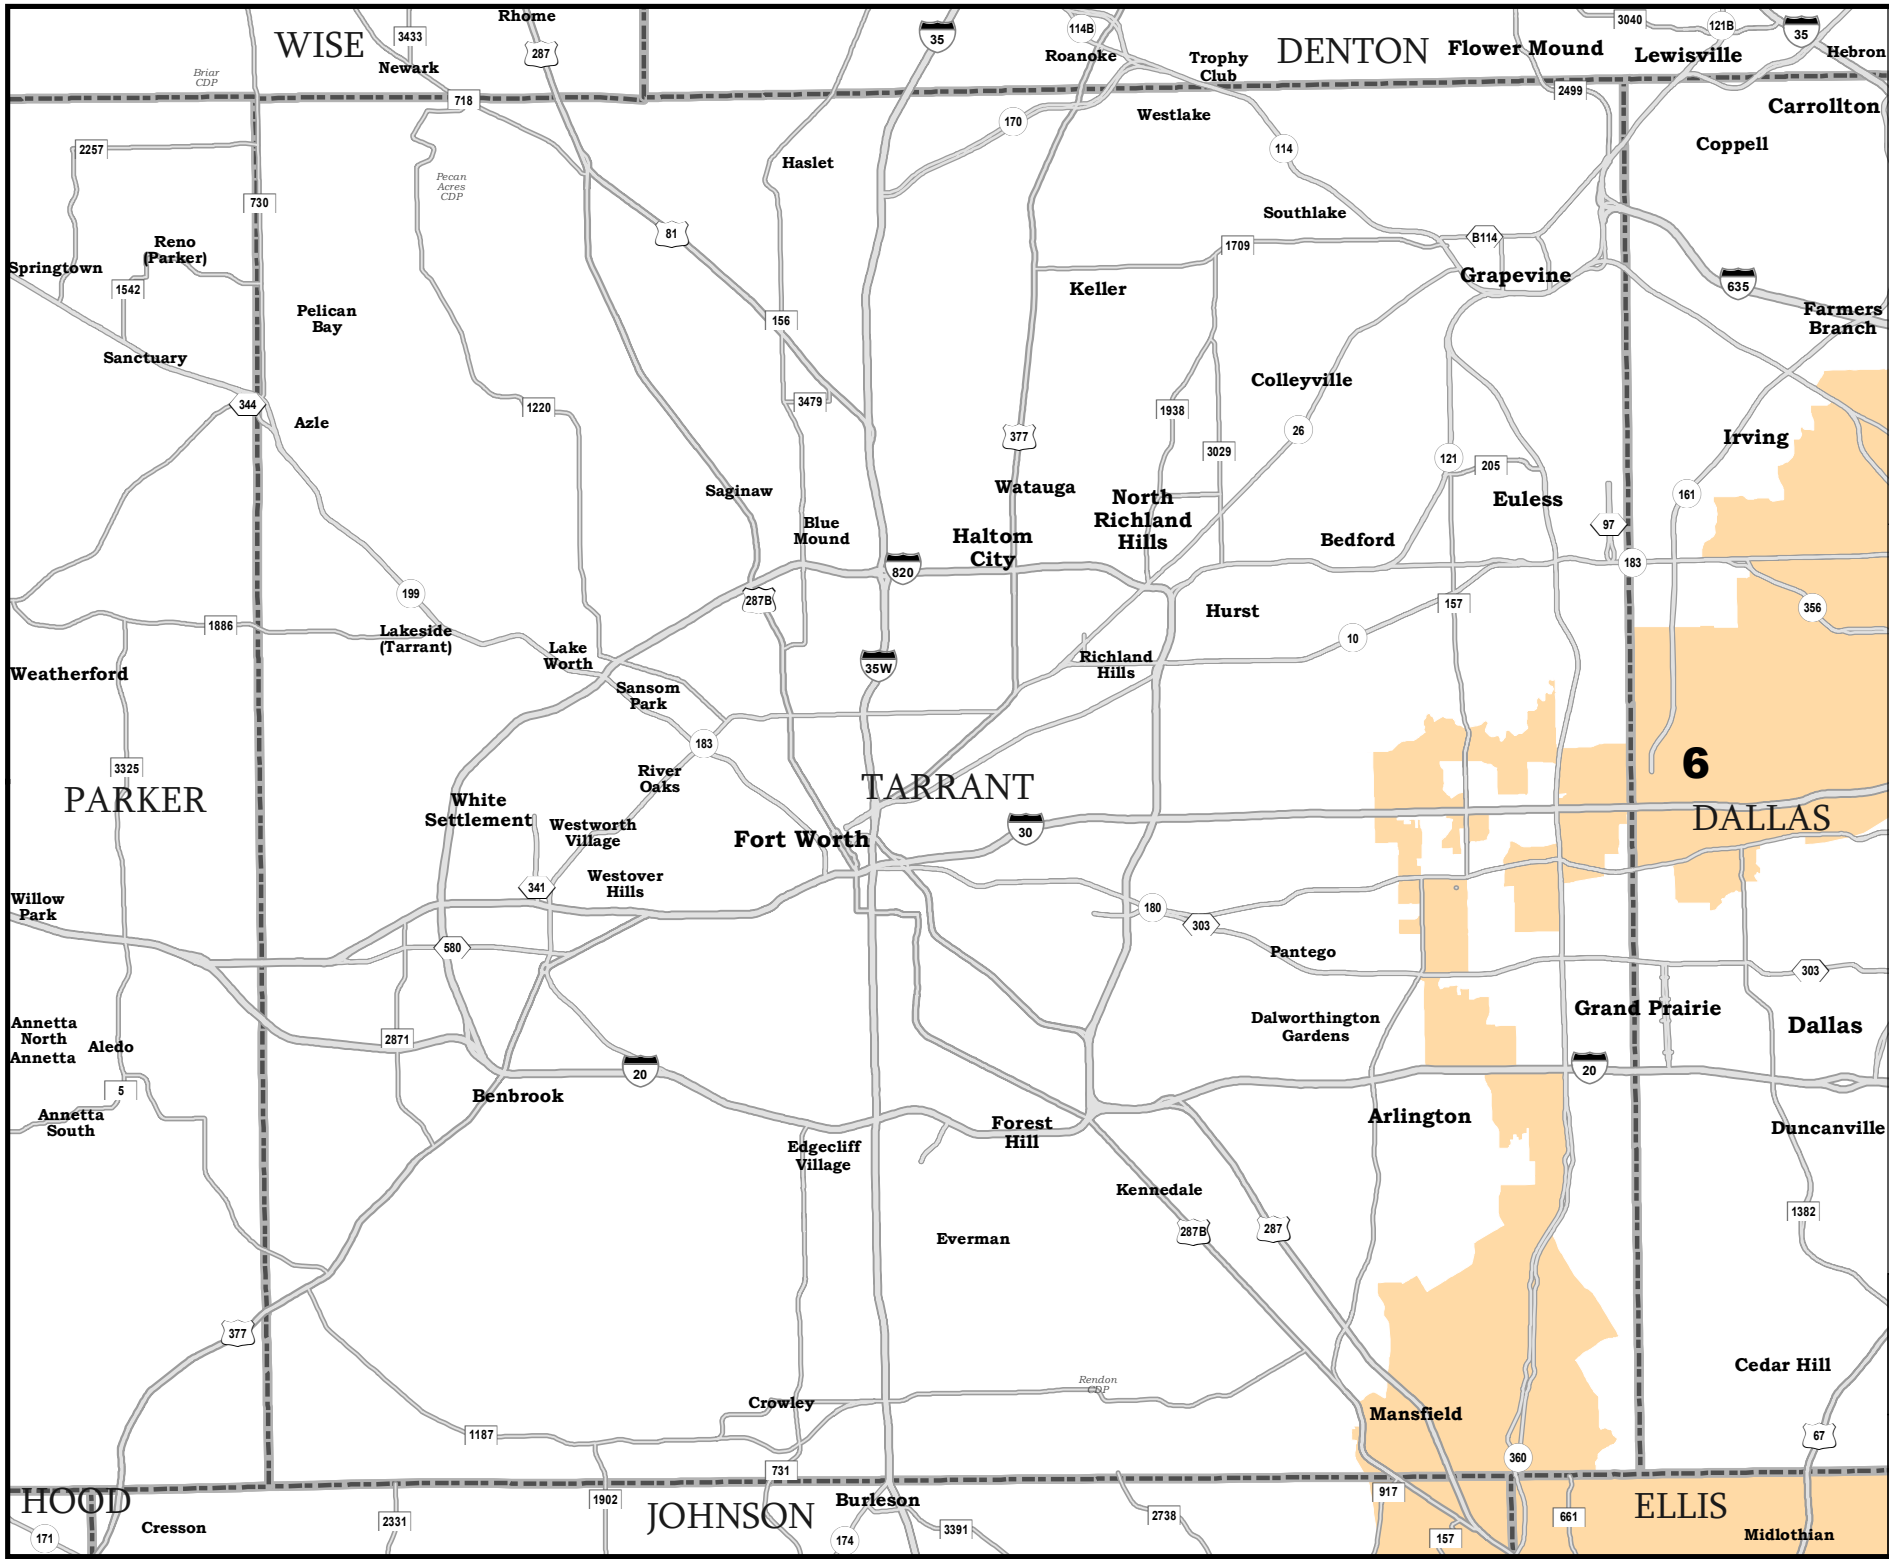 Rhome
WISE
3433
287
35
114B
DENTON
Flower Mound
3040
121B
35
Lewisville
Hebron
Newark
Roanoke
Trophy
Club
Briar
CDP
718
2499
Carrollton
170
Westlake
114
Coppell
2257
Haslet
Pecan
Acres
CDP
730
Southlake
81
B114
1709
Reno
(Parker)
Springtown
1542
Grapevine
635
Keller
Pelican
Bay
156
Farmers
Branch
Sanctuary
Colleyville
344
1220
3479
1938
Azle
377
26
Irving
3029
121
205
Saginaw
Watauga
North
Richland
Hills
Euless
161
Blue
Mound
Haltom
City
Bedford
97
820
183
199
287B
157
356
1886
Hurst
Lakeside
(Tarrant)
10
Lake
Worth
35W
Richland
Hills
Weatherford
Sansom
Park
183
6
3325
River
Oaks
TARRANT
PARKER
White
Settlement
DALLAS
Westworth
Village
Fort Worth
30
341
Westover
Hills
Willow
Park
180
303
580
Pantego
303
Grand Prairie
Annetta
North
Annetta
Aledo
2871
Dalworthington
Gardens
Dallas
20
20
5
Benbrook
Annetta
South
Forest
Hill
Arlington
Duncanville
Edgecliff
Village
Kennedale
1382
287B
287
Everman
377
Cedar Hill
Rendon
CDP
Crowley
Mansfield
1187
67
360
731
HOOD
1902
JOHNSON
Burleson
917
ELLIS
171
Cresson
2331
174
3391
2738
157
661
Midlothian